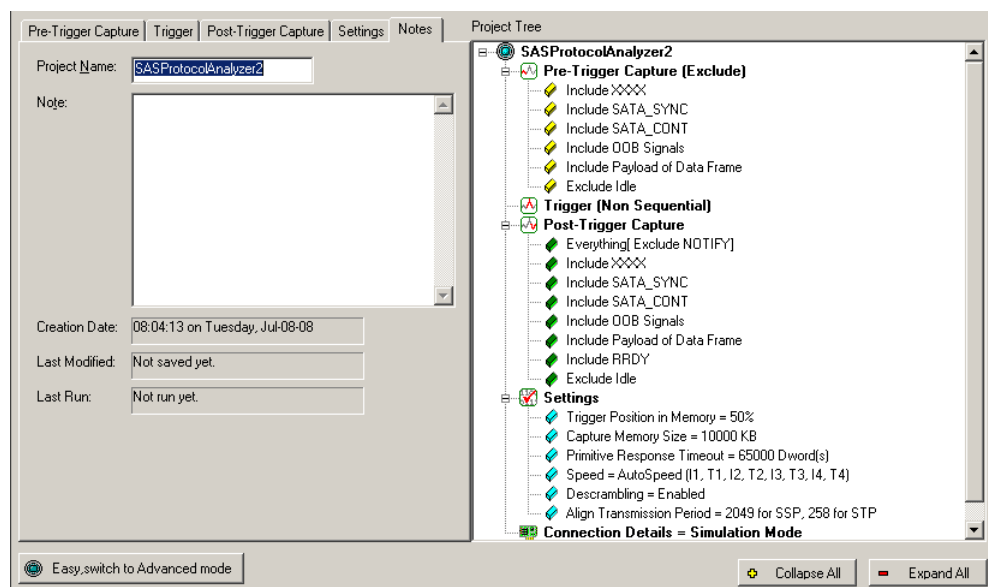 Pre-Trigger Capture Trigger Post-Trigger Capture Settings Notes
Project Name: SASProtocolAnalyzer2
Note:
Creation Date: 08:04:13 on Tuesday, Jul-08-08
Last Modified: Not saved yet.
Last Run: Not run yet.
Easy,switch to Advanced mode
Project Tree
SASProtocolAnalyzer2
Pre-Trigger Capture (Exclude)
Include XXXX
Include SATA_SYNC
Include SATA_CONT
Include OOB Signals
Include Payload of Data Frame
Exclude Idle
Trigger (Non Sequential)
Post-Trigger Capture
Everything[ Exclude NOTIFY]
Include XXXX
Include SATA_SYNC
Include SATA_CONT
Include OOB Signals
Include Payload of Data Frame
Include RRDY
Exclude Idle
Settings
Trigger Position in Memory = 50%
Capture Memory Size = 10000 KB
Primitive Response Timeout = 65000 Dword(s)
Speed = AutoSpeed (I1, T1, I2, T2, I3, T3, I4, T4)
Descrambling = Enabled
Align Transmission Period = 2049 for SSP, 258 for STP
Connection Details = Simulation Mode
Collapse All Expand All